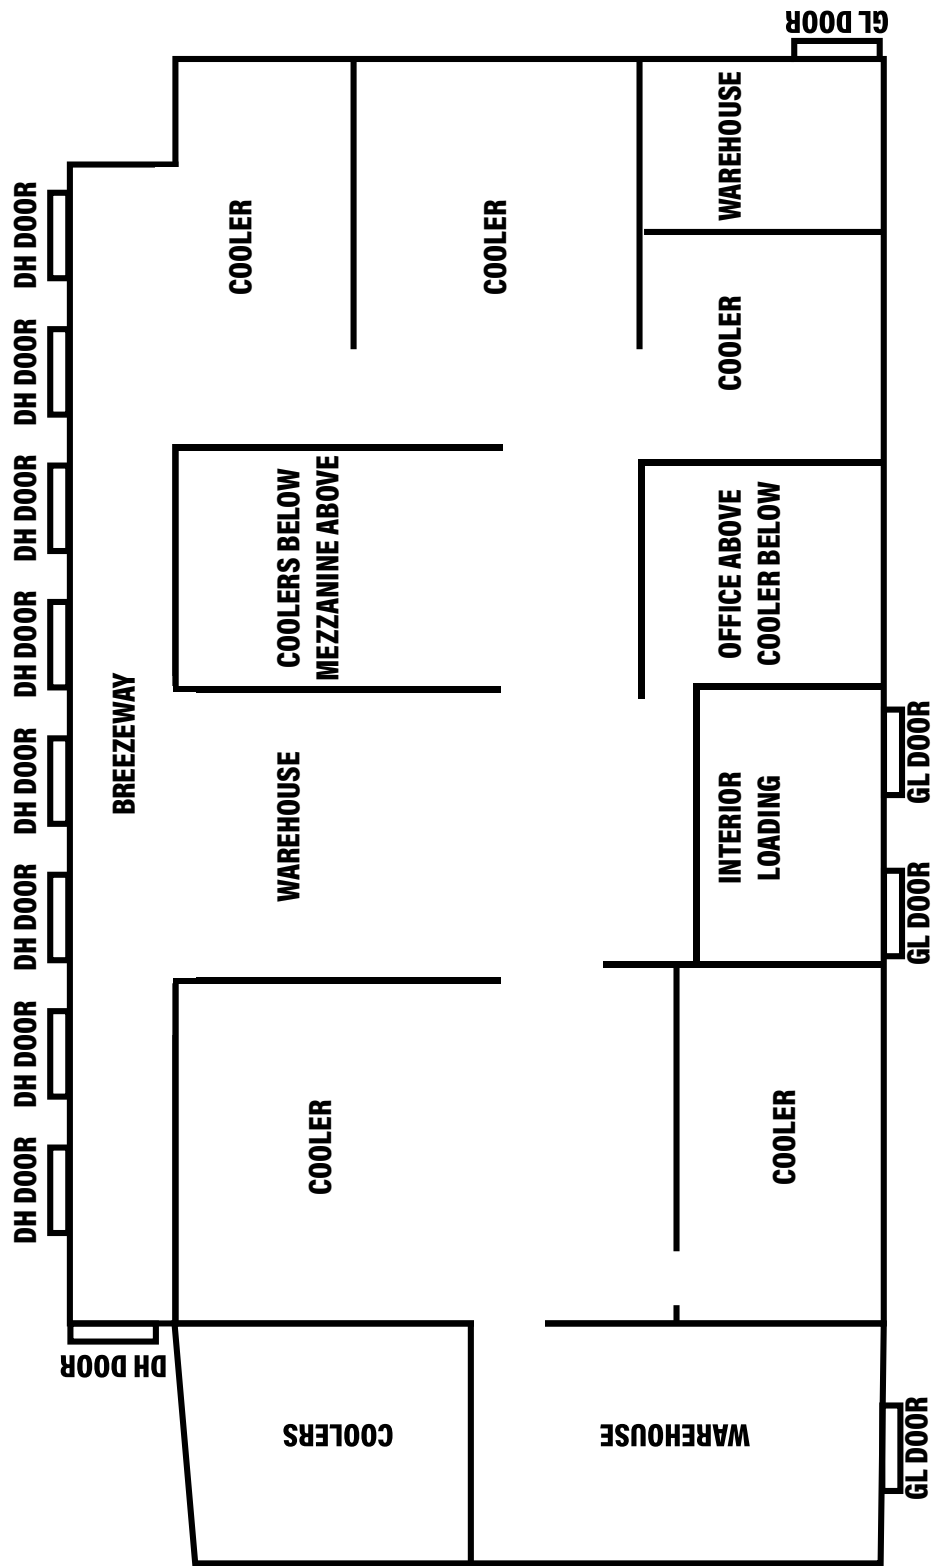 DH DOOR
DH DOOR
DH DOOR
DH DOOR
DH DOOR
DH DOOR
DH DOOR
DH DOOR
DH DOOR
BREEZEWAY
COOLERS
COOLER
WAREHOUSE
COOLERS BELOW
MEZZANINE ABOVE
COOLER
COOLER
WAREHOUSE
COOLER
INTERIOR
LOADING
OFFICE ABOVE
COOLER BELOW
COOLER
WAREHOUSE
GL DOOR
GL DOOR
GL DOOR
GL DOOR